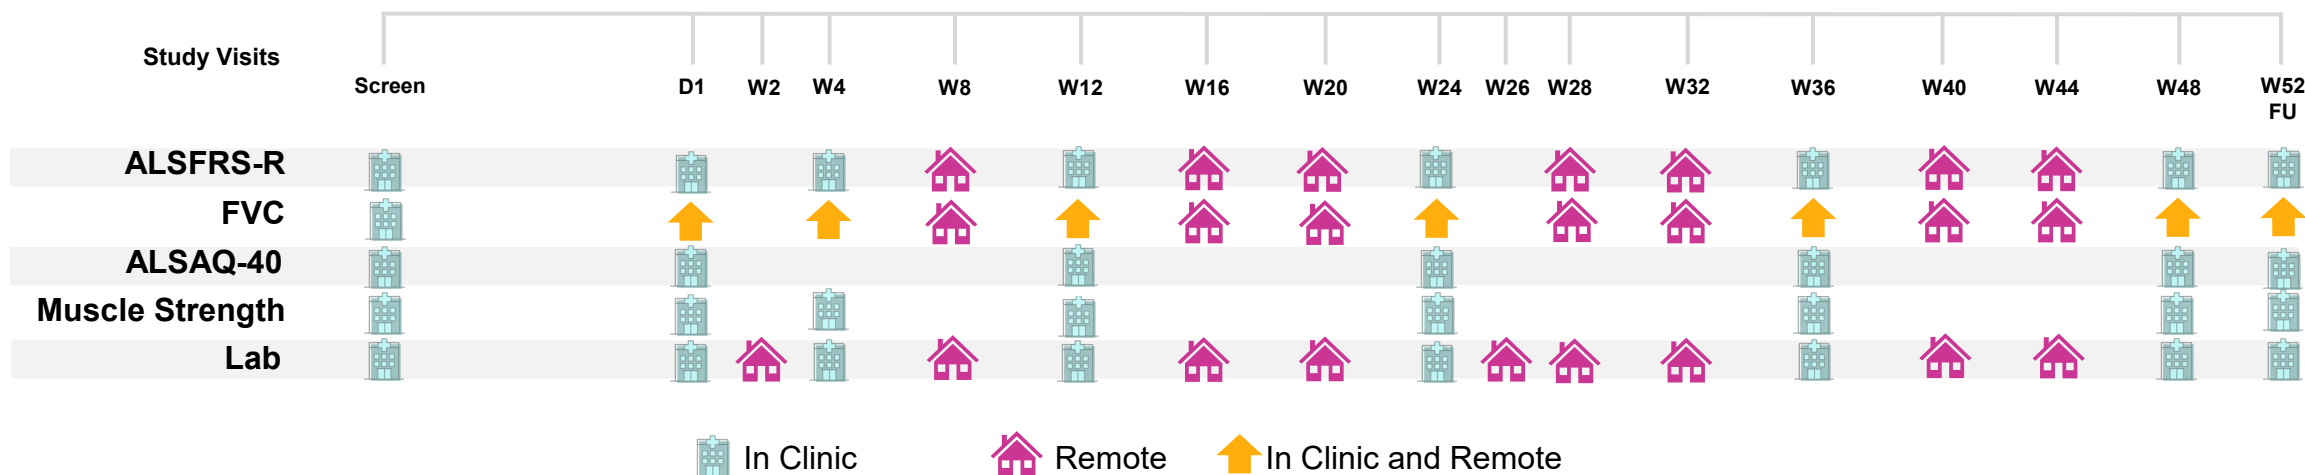 Study Visits
Screen D1 W2 W4 W8 W12 W16 W20 W24 W26 W28 W32 W36 W40 W44 W48 W52
FU
ALSFRS-R
FVC
ALSAQ-40
Muscle Strength
Lab
In Clinic Remote In Clinic and Remote